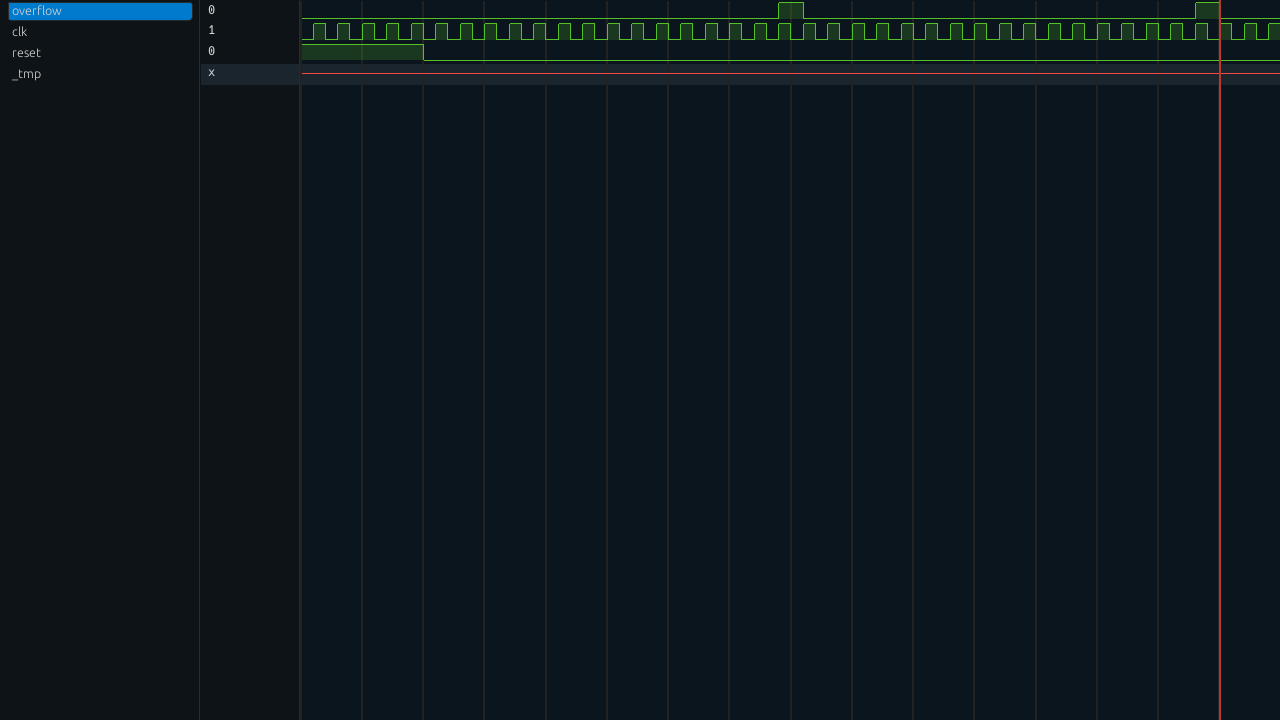 overflow 0
clk 1
reset 0
_tmp x